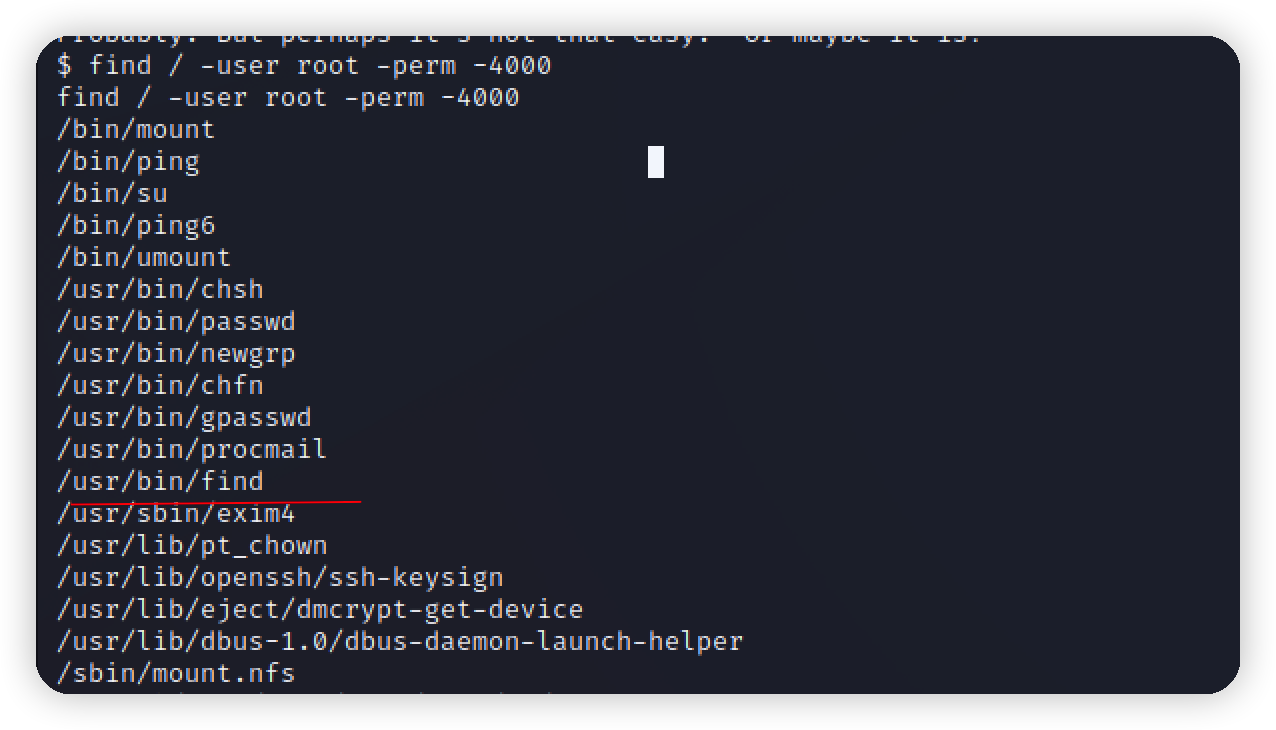 Probably. But perhaps it's not that easy.  Or maybe it is?
$ find / -user root -perm -4000
find / -user root -perm -4000
/bin/mount
/bin/ping
/bin/su
/bin/ping6
/bin/umount
/usr/bin/chsh
/usr/bin/passwd
/usr/bin/newgrp
/usr/bin/chfn
/usr/bin/gpasswd
/usr/bin/procmail
/usr/bin/find
/usr/sbin/exim4
/usr/lib/pt_chown
/usr/lib/openssh/ssh-keysign
/usr/lib/eject/dmcrypt-get-device
/usr/lib/dbus-1.0/dbus-daemon-launch-helper
/sbin/mount.nfs